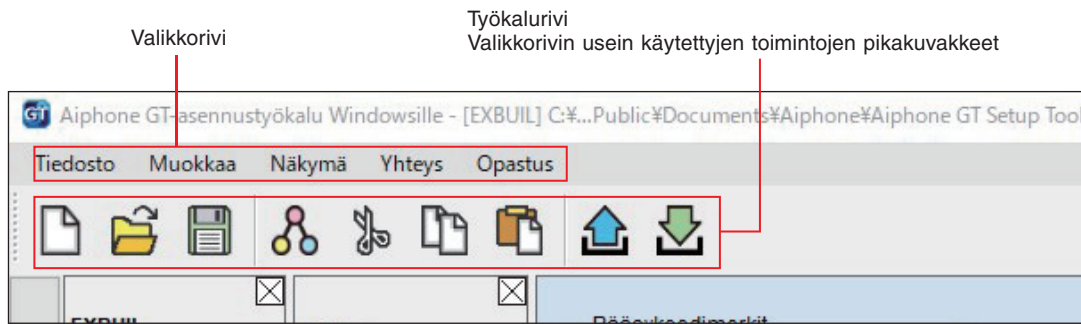 Työkalurivi
Valikkorivi
Valikkorivin usein käytettyjen toimintojen pikakuvakkeet
GT Aiphone GT-asennustyökalu Windowsille - [EXBUIL] C:¥...Public¥Documents¥Aiphone¥Aiphone GT Setup Tool
Tiedosto Muokkaa Näkymä Yhteys Opastus
EXBUIL